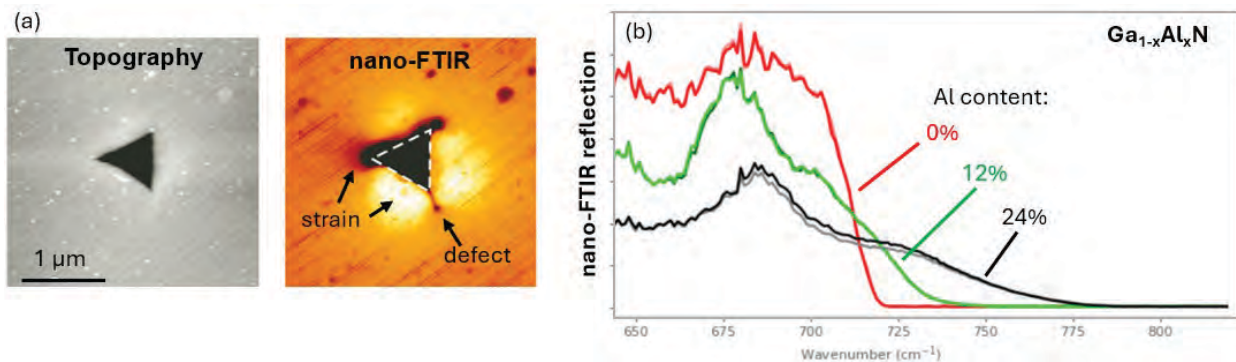 (a)
Topography
nano-FTIR
strain
defect
1 µm
(b)
Ga1-xAlxN
nano-FTIR reflection
Al content:
0%
12%
24%
650 675 700 725 750 775 800
Wavenumber (cm⁻¹)